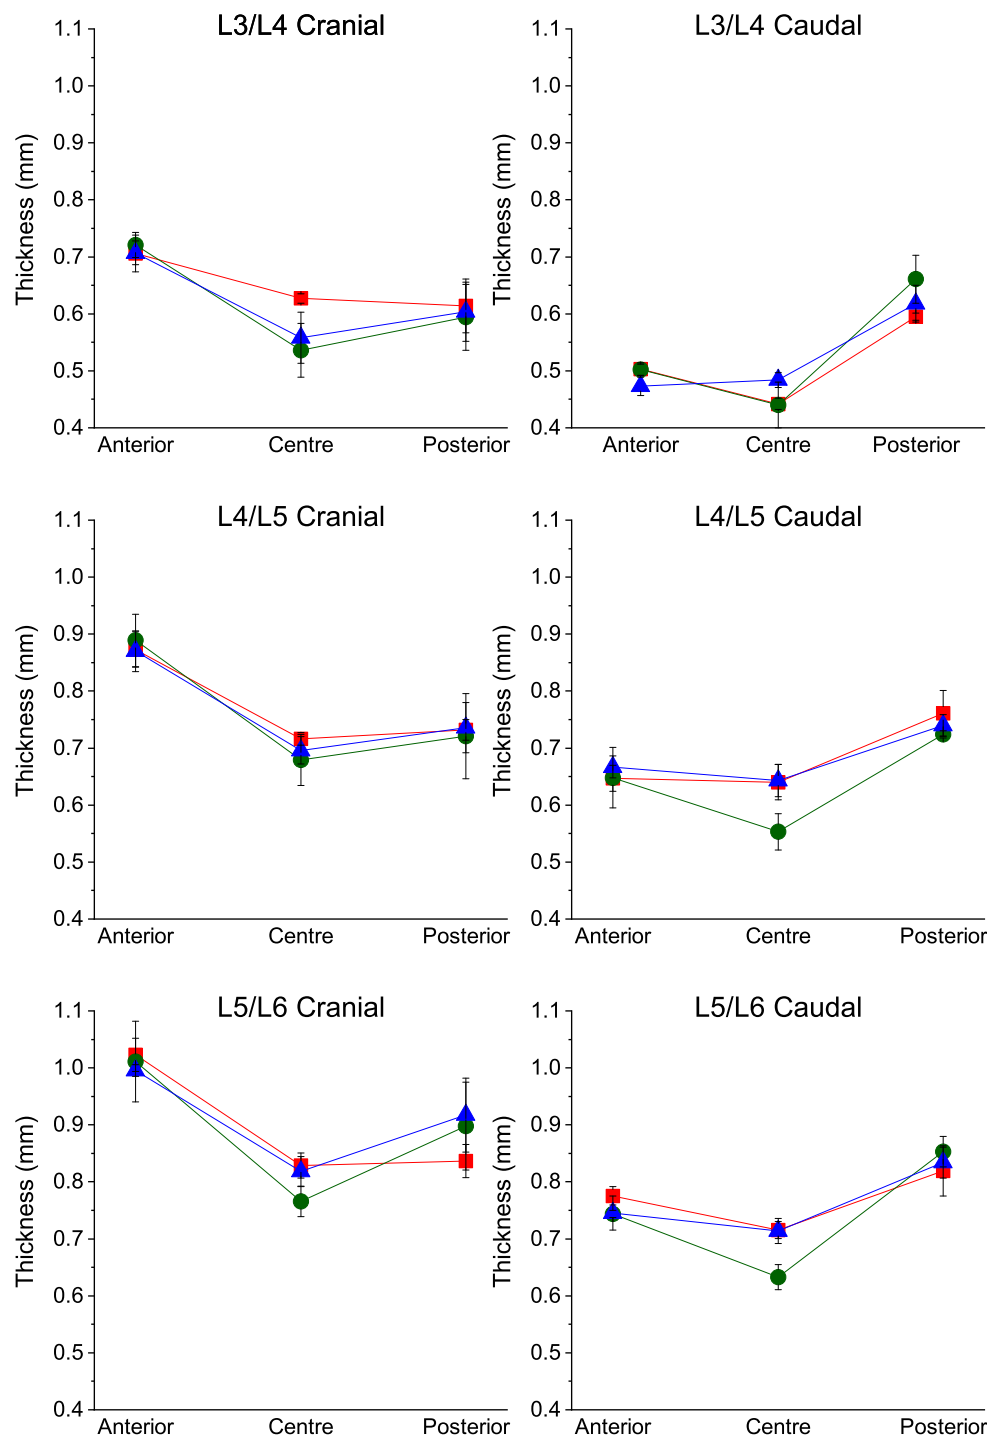 L3/L4 Cranial
1.1
1.0
0.9
0.8
0.7
0.6
0.5
0.4
Thickness (mm)
Anterior Centre Posterior
L3/L4 Caudal
1.1
1.0
0.9
0.8
0.7
0.6
0.5
0.4
Thickness (mm)
Anterior Centre Posterior
L4/L5 Cranial
1.1
1.0
0.9
0.8
0.7
0.6
0.5
0.4
Thickness (mm)
Anterior Centre Posterior
L4/L5 Caudal
1.1
1.0
0.9
0.8
0.7
0.6
0.5
0.4
Thickness (mm)
Anterior Centre Posterior
L5/L6 Cranial
1.1
1.0
0.9
0.8
0.7
0.6
0.5
0.4
Thickness (mm)
Anterior Centre Posterior
L5/L6 Caudal
1.1
1.0
0.9
0.8
0.7
0.6
0.5
0.4
Thickness (mm)
Anterior Centre Posterior